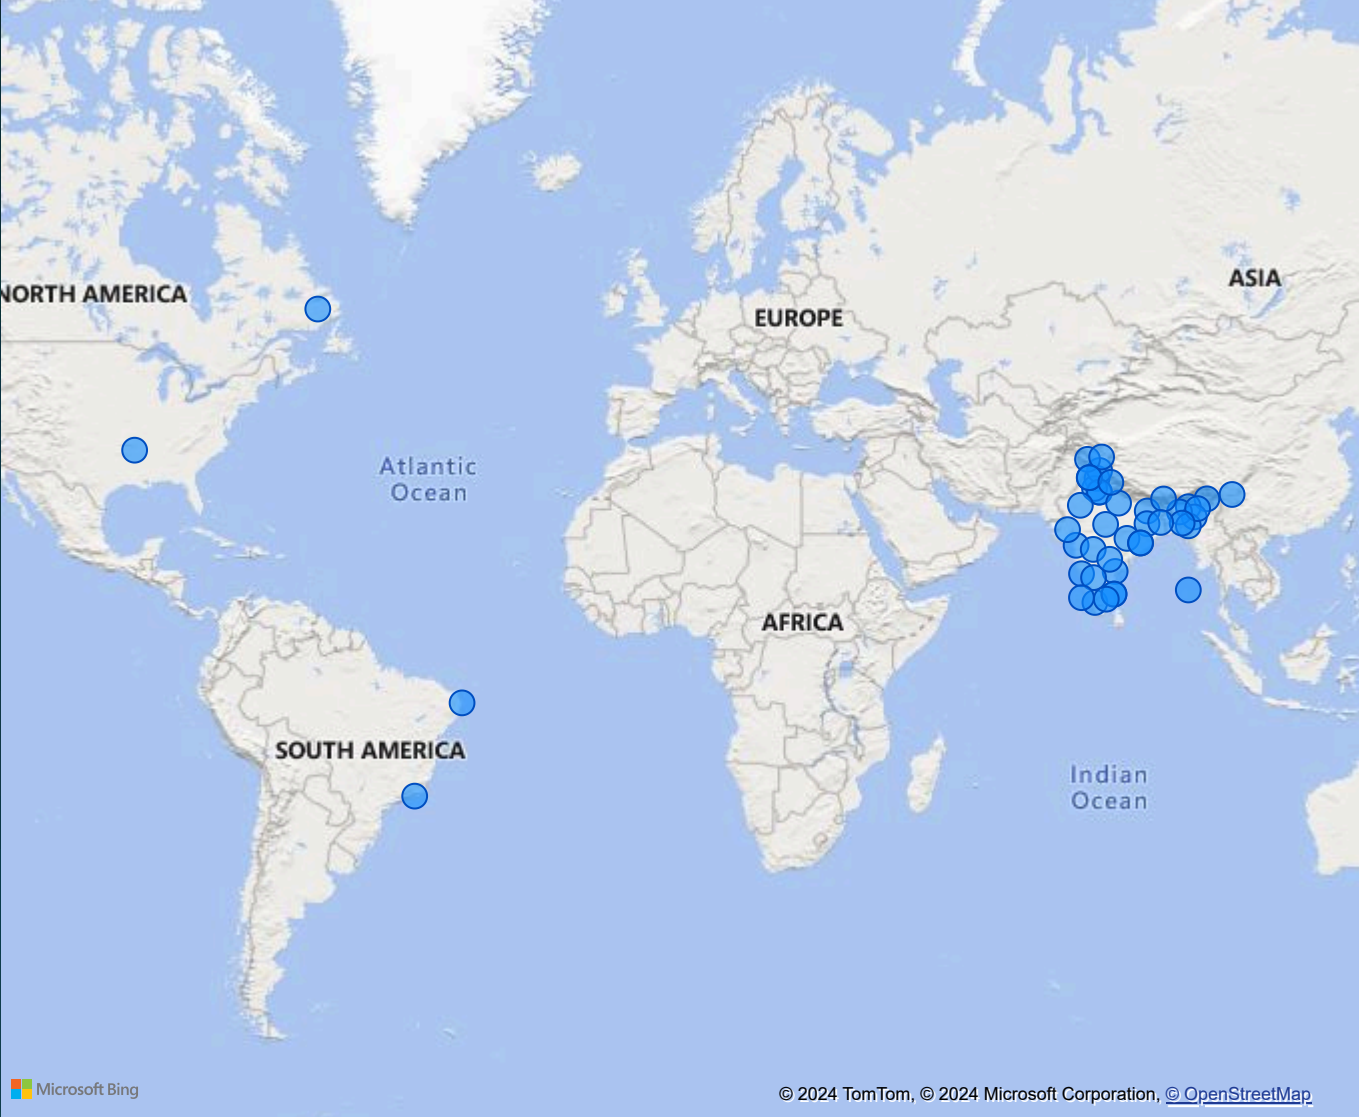 NORTH AMERICA
ASIA
EUROPE
Atlantic
Ocean
AFRICA
SOUTH AMERICA
Indian
Ocean
Microsoft Bing
© 2024 TomTom, © 2024 Microsoft Corporation, © OpenStreetMap